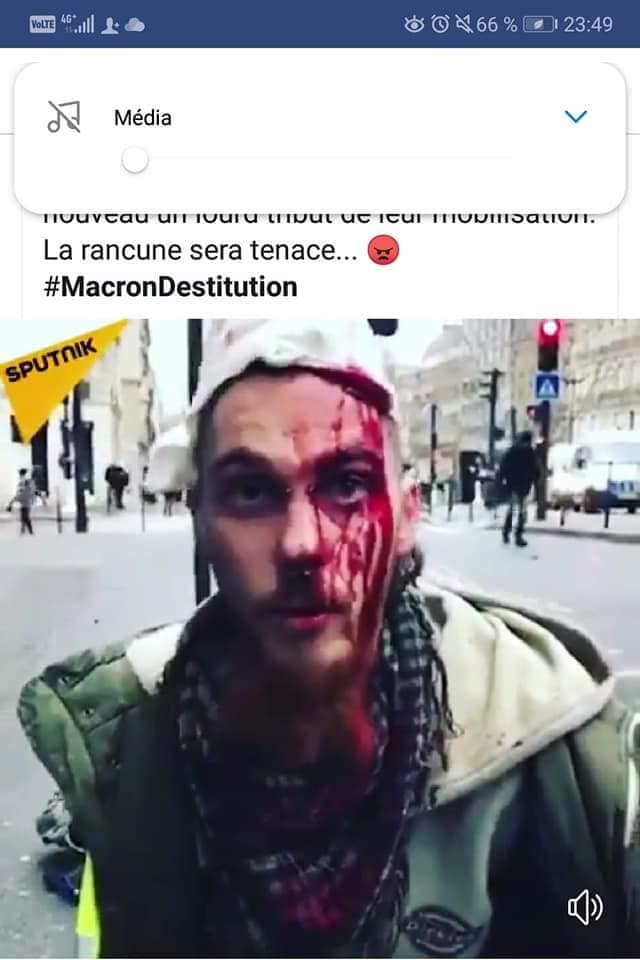 VoLTE 4G+ 66 % 23:49
Média
nouveau un lourd tribut de leur mobilisation.
La rancune sera tenace... 😡
#MacronDestitution
SPUTNIK
Dickies